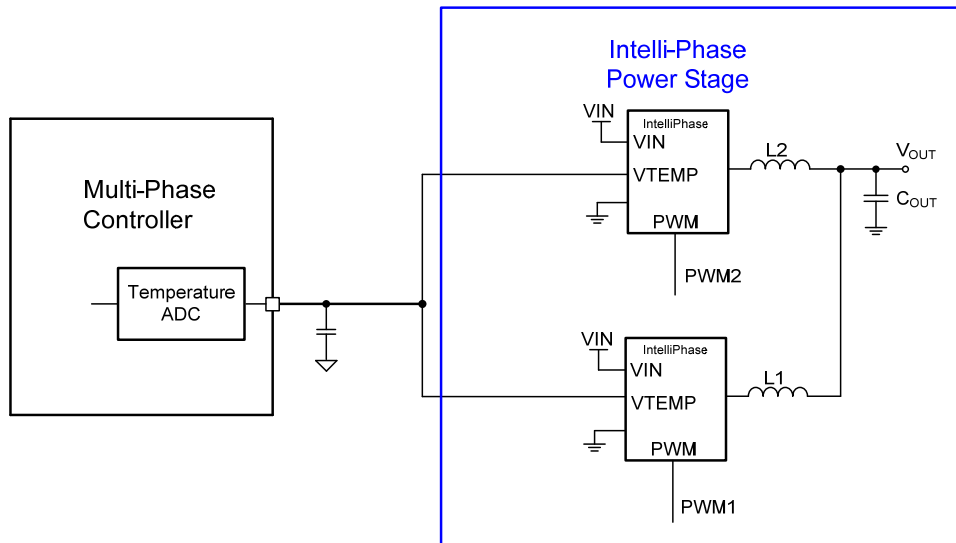 Intelli-Phase
Power Stage
Multi-Phase
Controller
Temperature
ADC
VIN
IntelliPhase
VIN
VTEMP
PWM
PWM2
L2
VOUT
COUT
VIN
IntelliPhase
VIN
VTEMP
PWM
PWM1
L1